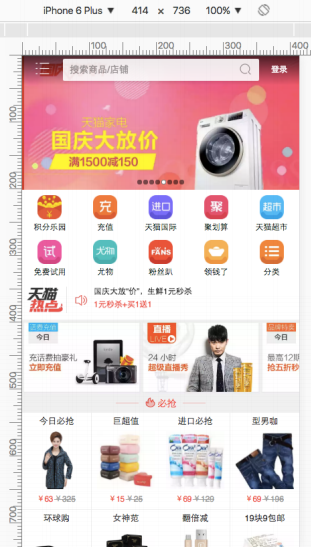 iPhone 6 Plus ▼ 414 × 736 100% ▼
100 200 300 400
搜索商品/店铺 登录
100
天猫家电
国庆大放价
满1500减150
200
积分乐园 充值 天猫国际 聚划算 天猫超市
充 进口 聚 超市
试 尤物 FANS
免费试用 尤物 粉丝趴 领钱了 分类
300
天猫热点
国庆大放"价"，生鲜1元秒杀
1元秒杀+买1送1
400
话费充值 直播 品牌特卖
今日 LIVE 今日
充话费抽豪礼 24 小时 最高12期
立即充值 超级直播秀 抢五折秒
500
必抢
今日必抢 巨超值 进口必抢 型男咖
600
¥63 ¥325 ¥15 ¥25 ¥69 ¥129 ¥69 ¥196
环球购 女神范 翻倍减 19块9包邮
700